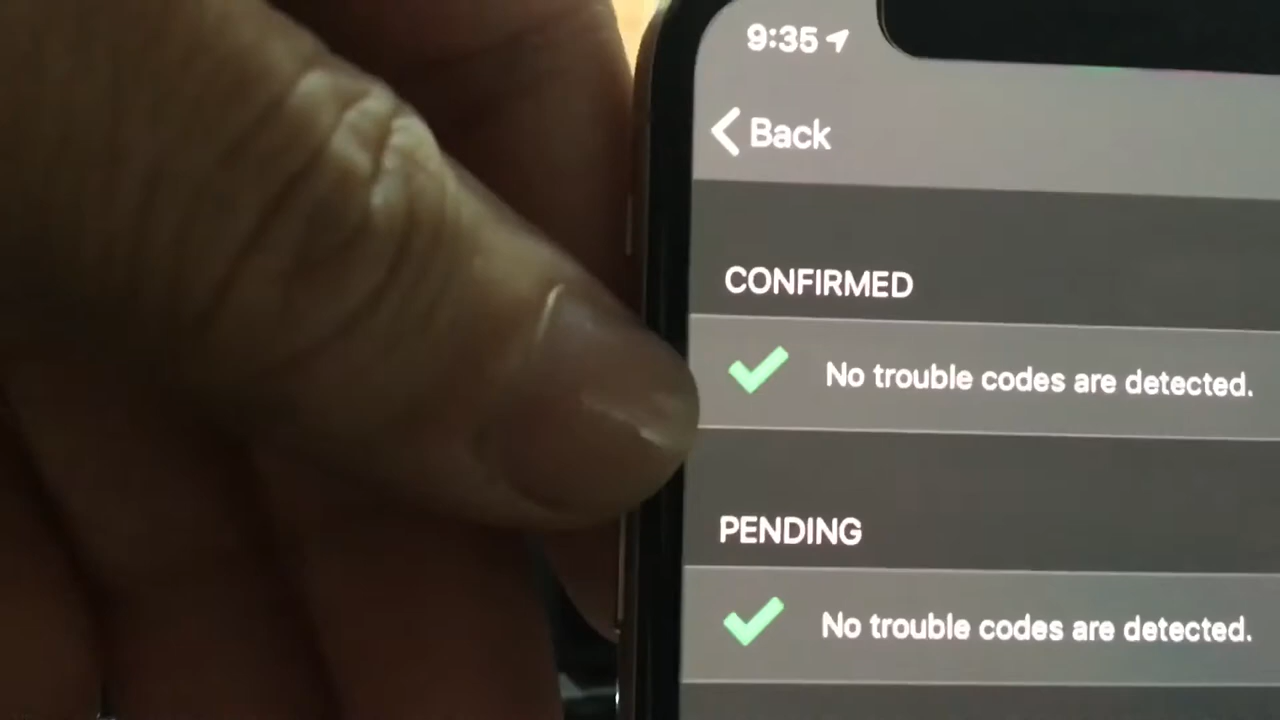 9:35
Back
CONFIRMED
No trouble codes are detected.
PENDING
No trouble codes are detected.